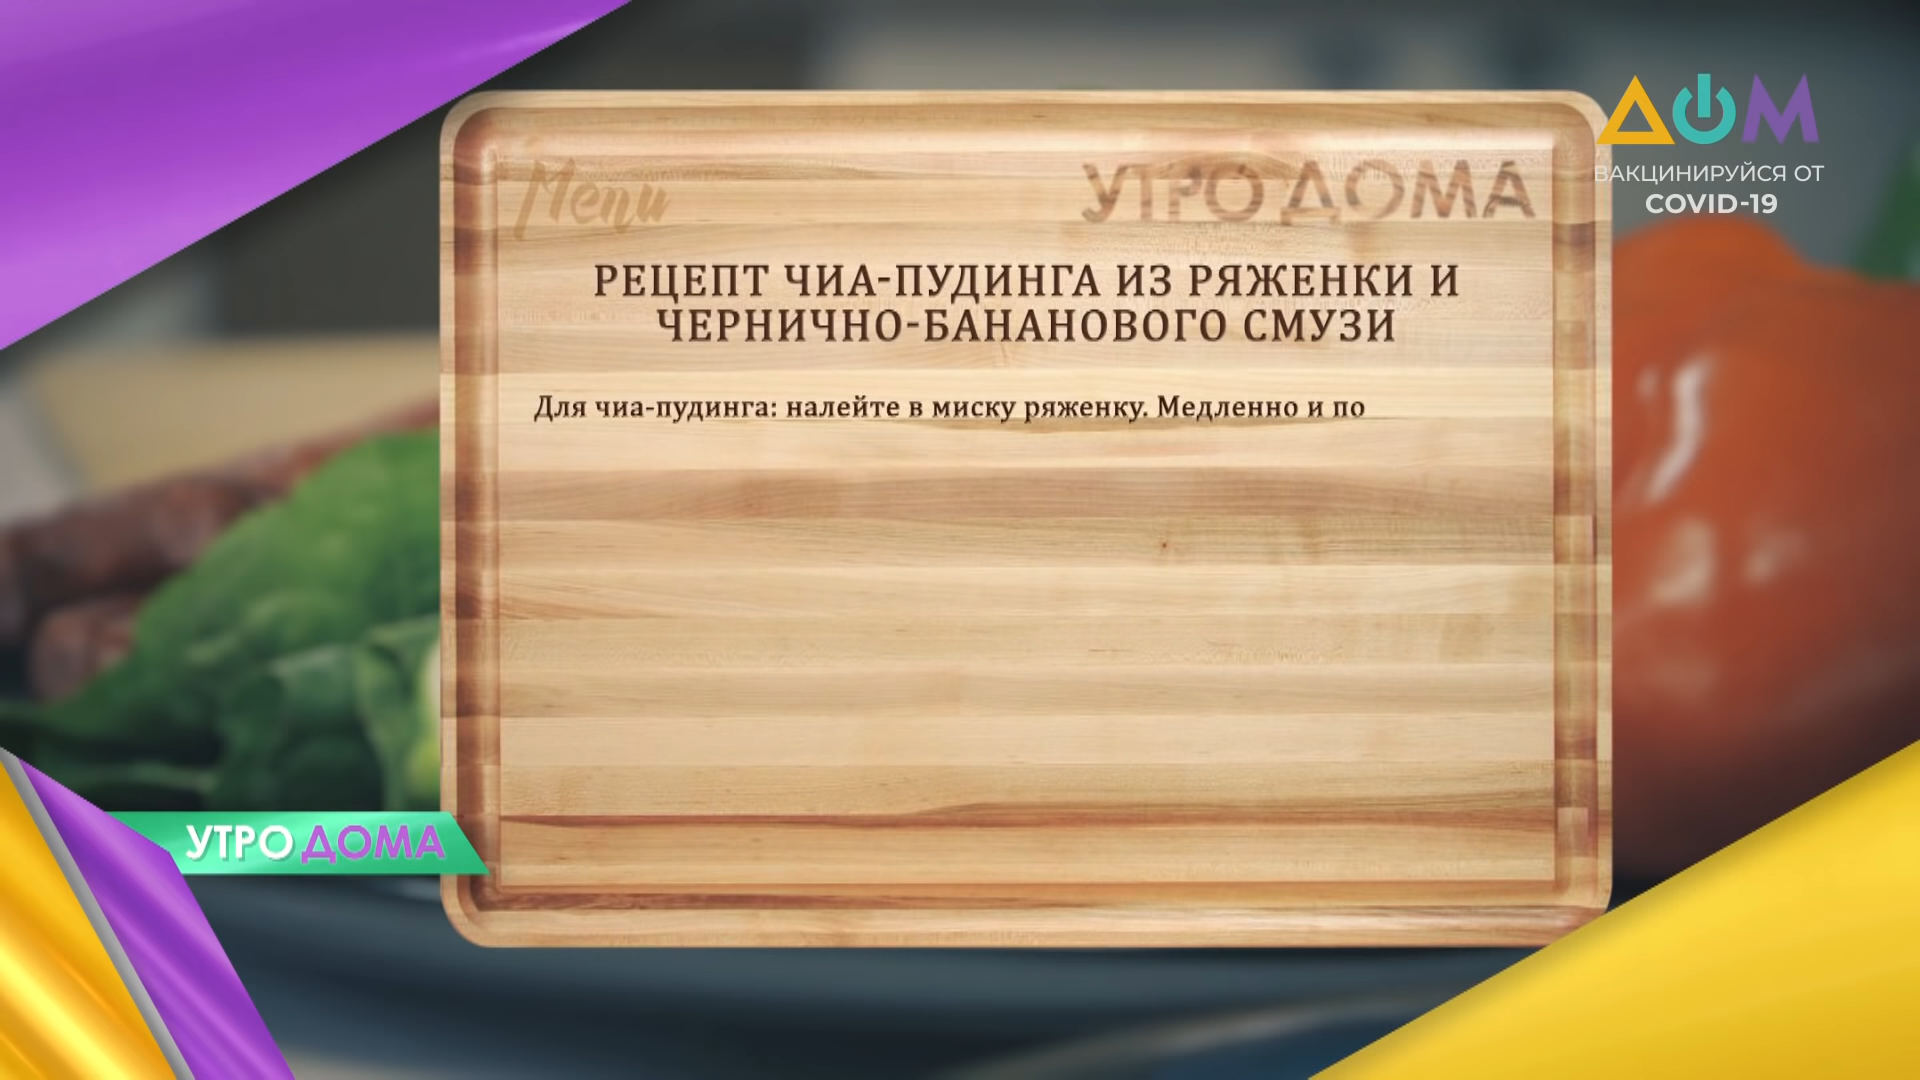 ДОМ
ВАКЦИНИРУЙСЯ ОТ
COVID-19
Menu
УТРО ДОМА
РЕЦЕПТ ЧИА-ПУДИНГА ИЗ РЯЖЕНКИ И
ЧЕРНИЧНО-БАНАНОВОГО СМУЗИ
Для чиа-пудинга: налейте в миску ряженку. Медленно и по
УТРО ДОМА